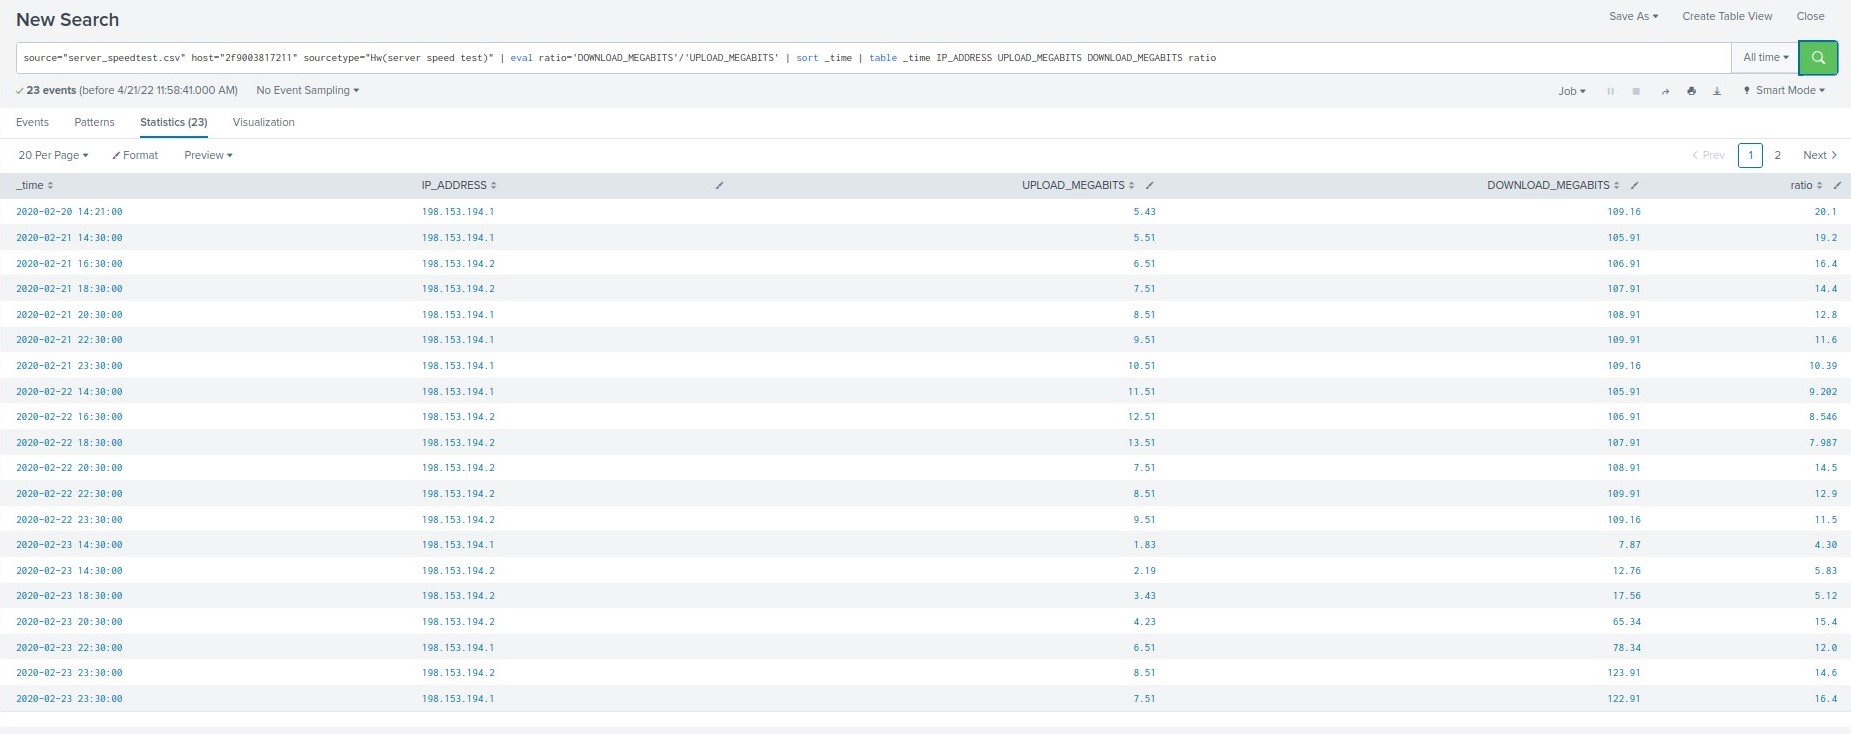 New Search
Save As Create Table View Close
source="server_speedtest.csv" host="2f9003817211" sourcetype="Hw(server speed test)" | eval ratio='DOWNLOAD_MEGABITS'/'UPLOAD_MEGABITS' | sort _time | table _time IP_ADDRESS UPLOAD_MEGABITS DOWNLOAD_MEGABITS ratio
All time
23 events (before 4/21/22 11:58:41.000 AM) No Event Sampling
Job Smart Mode
Events Patterns Statistics (23) Visualization
20 Per Page Format Preview
Prev 1 2 Next
_time IP_ADDRESS UPLOAD_MEGABITS DOWNLOAD_MEGABITS ratio
2020-02-20 14:21:00 198.153.194.1 5.43 109.16 20.1
2020-02-21 14:30:00 198.153.194.1 5.51 105.91 19.2
2020-02-21 16:30:00 198.153.194.2 6.51 106.91 16.4
2020-02-21 18:30:00 198.153.194.2 7.51 107.91 14.4
2020-02-21 20:30:00 198.153.194.1 8.51 108.91 12.8
2020-02-21 22:30:00 198.153.194.1 9.51 109.91 11.6
2020-02-21 23:30:00 198.153.194.1 10.51 109.16 10.39
2020-02-22 14:30:00 198.153.194.1 11.51 105.91 9.202
2020-02-22 16:30:00 198.153.194.2 12.51 106.91 8.546
2020-02-22 18:30:00 198.153.194.2 13.51 107.91 7.987
2020-02-22 20:30:00 198.153.194.2 7.51 108.91 14.5
2020-02-22 22:30:00 198.153.194.2 8.51 109.91 12.9
2020-02-22 23:30:00 198.153.194.2 9.51 109.16 11.5
2020-02-23 14:30:00 198.153.194.1 1.83 7.87 4.30
2020-02-23 14:30:00 198.153.194.2 2.19 12.76 5.83
2020-02-23 18:30:00 198.153.194.2 3.43 17.56 5.12
2020-02-23 20:30:00 198.153.194.2 4.23 65.34 15.4
2020-02-23 22:30:00 198.153.194.1 6.51 78.34 12.0
2020-02-23 23:30:00 198.153.194.2 8.51 123.91 14.6
2020-02-23 23:30:00 198.153.194.1 7.51 122.91 16.4